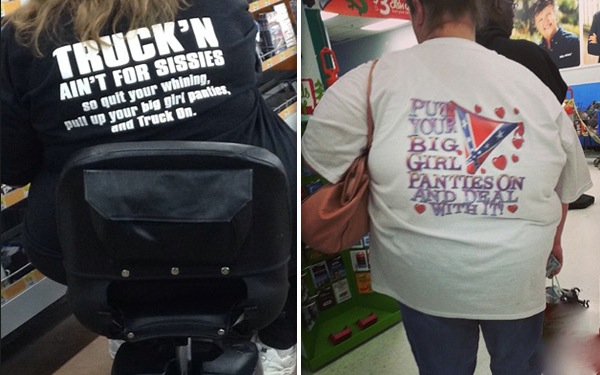 TRUCK'N
AIN'T FOR SISSIES
so quit your whining,
pull up your big girl panties,
and Truck On.
$3
PUT
YOUR
BIG
GIRL
PANTIES ON
AND DEAL
WITH IT!